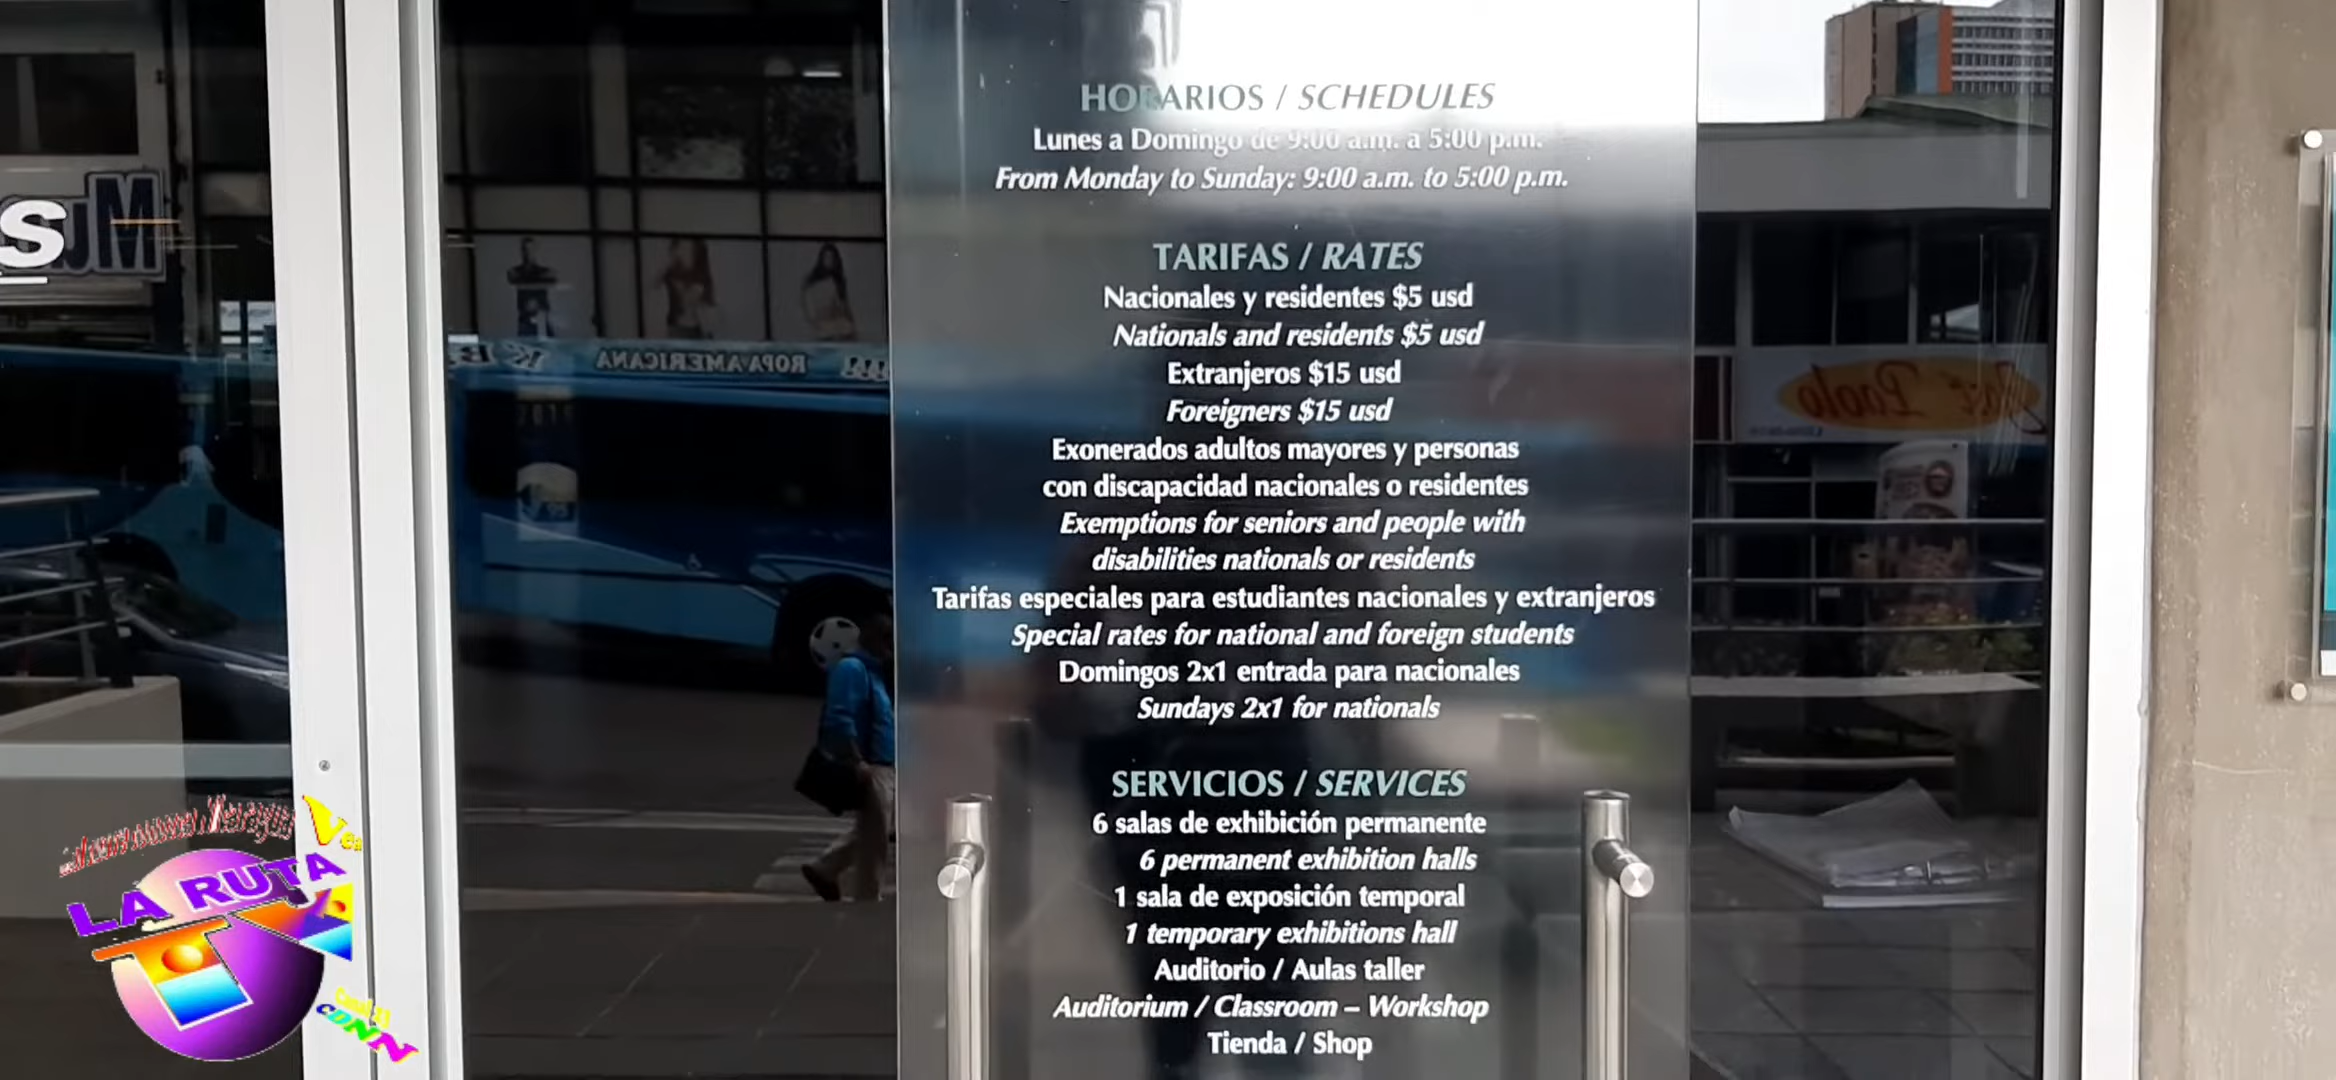 HORARIOS / SCHEDULES
Lunes a Domingo de 9:00 a.m. a 5:00 p.m.
From Monday to Sunday: 9:00 a.m. to 5:00 p.m.
TARIFAS / RATES
Nacionales y residentes $5 usd
Nationals and residents $5 usd
Extranjeros $15 usd
Foreigners $15 usd
Exonerados adultos mayores y personas
con discapacidad nacionales o residentes
Exemptions for seniors and people with
disabilities nationals or residents
Tarifas especiales para estudiantes nacionales y extranjeros
Special rates for national and foreign students
Domingos 2x1 entrada para nacionales
Sundays 2x1 for nationals
SERVICIOS / SERVICES
6 salas de exhibición permanente
6 permanent exhibition halls
1 sala de exposición temporal
1 temporary exhibitions hall
Auditorio / Aulas taller
Auditorium / Classroom – Workshop
Tienda / Shop
ROPA AMERICANA
LA RUTA
CDNN